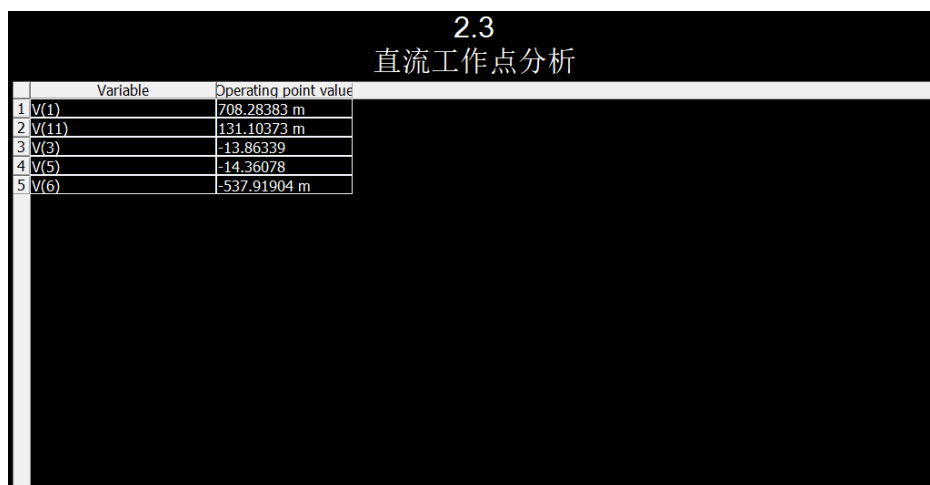 2.3
直流工作点分析
Variable Operating point value
1 V(1) 708.28383 m
2 V(11) 131.10373 m
3 V(3) -13.86339
4 V(5) -14.36078
5 V(6) -537.91904 m